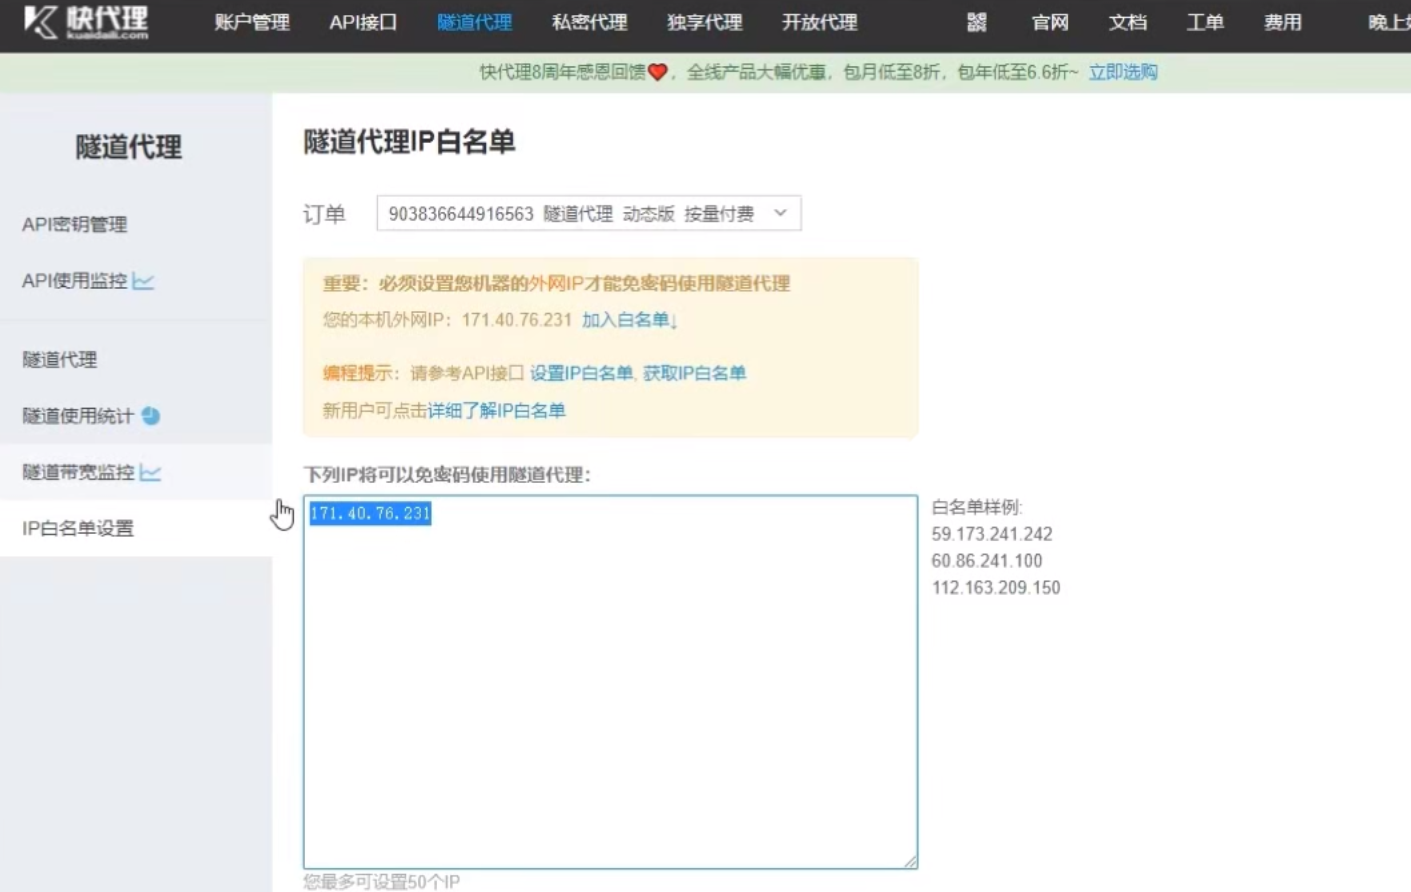 快代理
kuaidaili.com
账户管理 API接口 隧道代理 私密代理 独享代理 开放代理 官网 文档 工单 费用 晚上
快代理8周年感恩回馈❤️，全线产品大幅优惠，包月低至8折，包年低至6.6折~ 立即选购
隧道代理
API密钥管理
API使用监控
隧道代理
隧道使用统计
隧道带宽监控
IP白名单设置
隧道代理IP白名单
订单 903836644916563 隧道代理 动态版 按量付费
重要：必须设置您机器的外网IP才能免密码使用隧道代理
您的本机外网IP：171.40.76.231 加入白名单↓
编程提示：请参考API接口 设置IP白名单, 获取IP白名单
新用户可点击详细了解IP白名单
下列IP将可以免密码使用隧道代理：
171.40.76.231
白名单样例:
59.173.241.242
60.86.241.100
112.163.209.150
您最多可设置50个IP